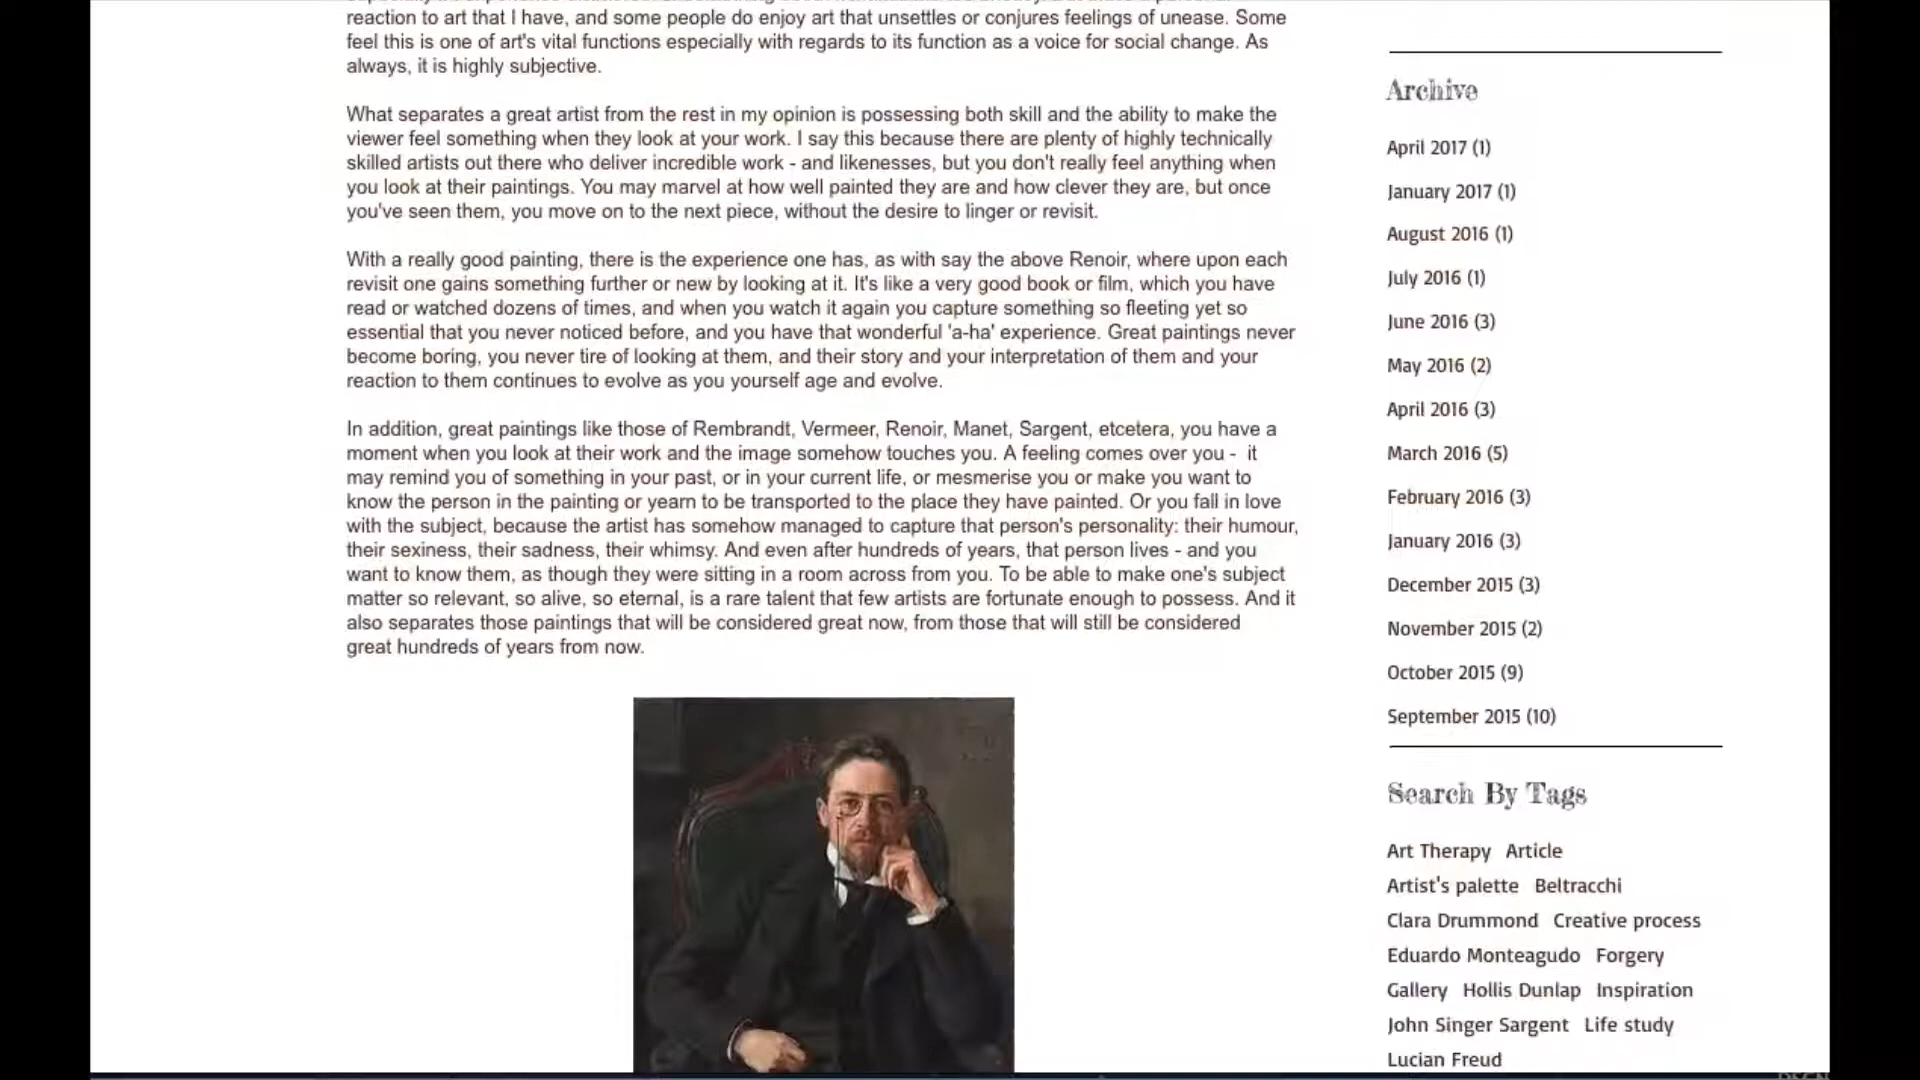 reaction to art that I have, and some people do enjoy art that unsettles or conjures feelings of unease. Some
feel this is one of art's vital functions especially with regards to its function as a voice for social change. As
always, it is highly subjective.
What separates a great artist from the rest in my opinion is possessing both skill and the ability to make the
viewer feel something when they look at your work. I say this because there are plenty of highly technically
skilled artists out there who deliver incredible work - and likenesses, but you don't really feel anything when
you look at their paintings. You may marvel at how well painted they are and how clever they are, but once
you've seen them, you move on to the next piece, without the desire to linger or revisit.
With a really good painting, there is the experience one has, as with say the above Renoir, where upon each
revisit one gains something further or new by looking at it. It's like a very good book or film, which you have
read or watched dozens of times, and when you watch it again you capture something so fleeting yet so
essential that you never noticed before, and you have that wonderful 'a-ha' experience. Great paintings never
become boring, you never tire of looking at them, and their story and your interpretation of them and your
reaction to them continues to evolve as you yourself age and evolve.
In addition, great paintings like those of Rembrandt, Vermeer, Renoir, Manet, Sargent, etcetera, you have a
moment when you look at their work and the image somehow touches you. A feeling comes over you - it
may remind you of something in your past, or in your current life, or mesmerise you or make you want to
know the person in the painting or yearn to be transported to the place they have painted. Or you fall in love
with the subject, because the artist has somehow managed to capture that person's personality: their humour,
their sexiness, their sadness, their whimsy. And even after hundreds of years, that person lives - and you
want to know them, as though they were sitting in a room across from you. To be able to make one's subject
matter so relevant, so alive, so eternal, is a rare talent that few artists are fortunate enough to possess. And it
also separates those paintings that will be considered great now, from those that will still be considered
great hundreds of years from now.
Archive
April 2017 (1)
January 2017 (1)
August 2016 (1)
July 2016 (1)
June 2016 (3)
May 2016 (2)
April 2016 (3)
March 2016 (5)
February 2016 (3)
January 2016 (3)
December 2015 (3)
November 2015 (2)
October 2015 (9)
September 2015 (10)
Search By Tags
Art Therapy Article
Artist's palette Beltracchi
Clara Drummond Creative process
Eduardo Monteagudo Forgery
Gallery Hollis Dunlap Inspiration
John Singer Sargent Life study
Lucian Freud